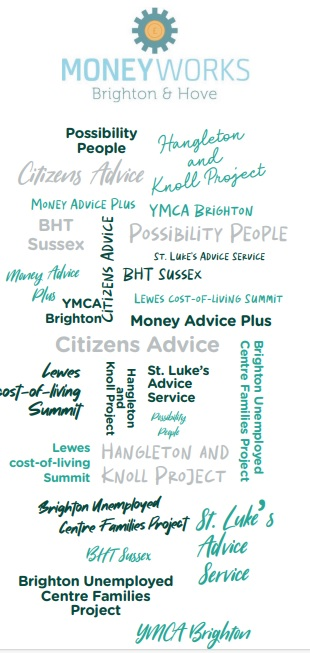 MONEYWORKS
Brighton & Hove
Possibility
People
Hangleton
and
Knoll Project
Citizens Advice
Money Advice Plus
YMCA Brighton
BHT
Sussex
Citizens Advice
Possibility People
St. Luke's Advice Service
Money Advice
Plus
BHT Sussex
YMCA
Brighton
Lewes cost-of-living Summit
Money Advice Plus
Citizens Advice
Lewes
cost-of-living
Summit
Hangleton
and
Knoll Project
St. Luke's
Advice
Service
Brighton Unemployed
Centre Families Project
Possibility
People
Lewes
cost-of-living
Summit
Hangleton and
Knoll Project
Brighton Unemployed
Centre Families Project
St. Luke's
Advice
Service
BHT Sussex
Brighton Unemployed
Centre Families
Project
YMCA Brighton